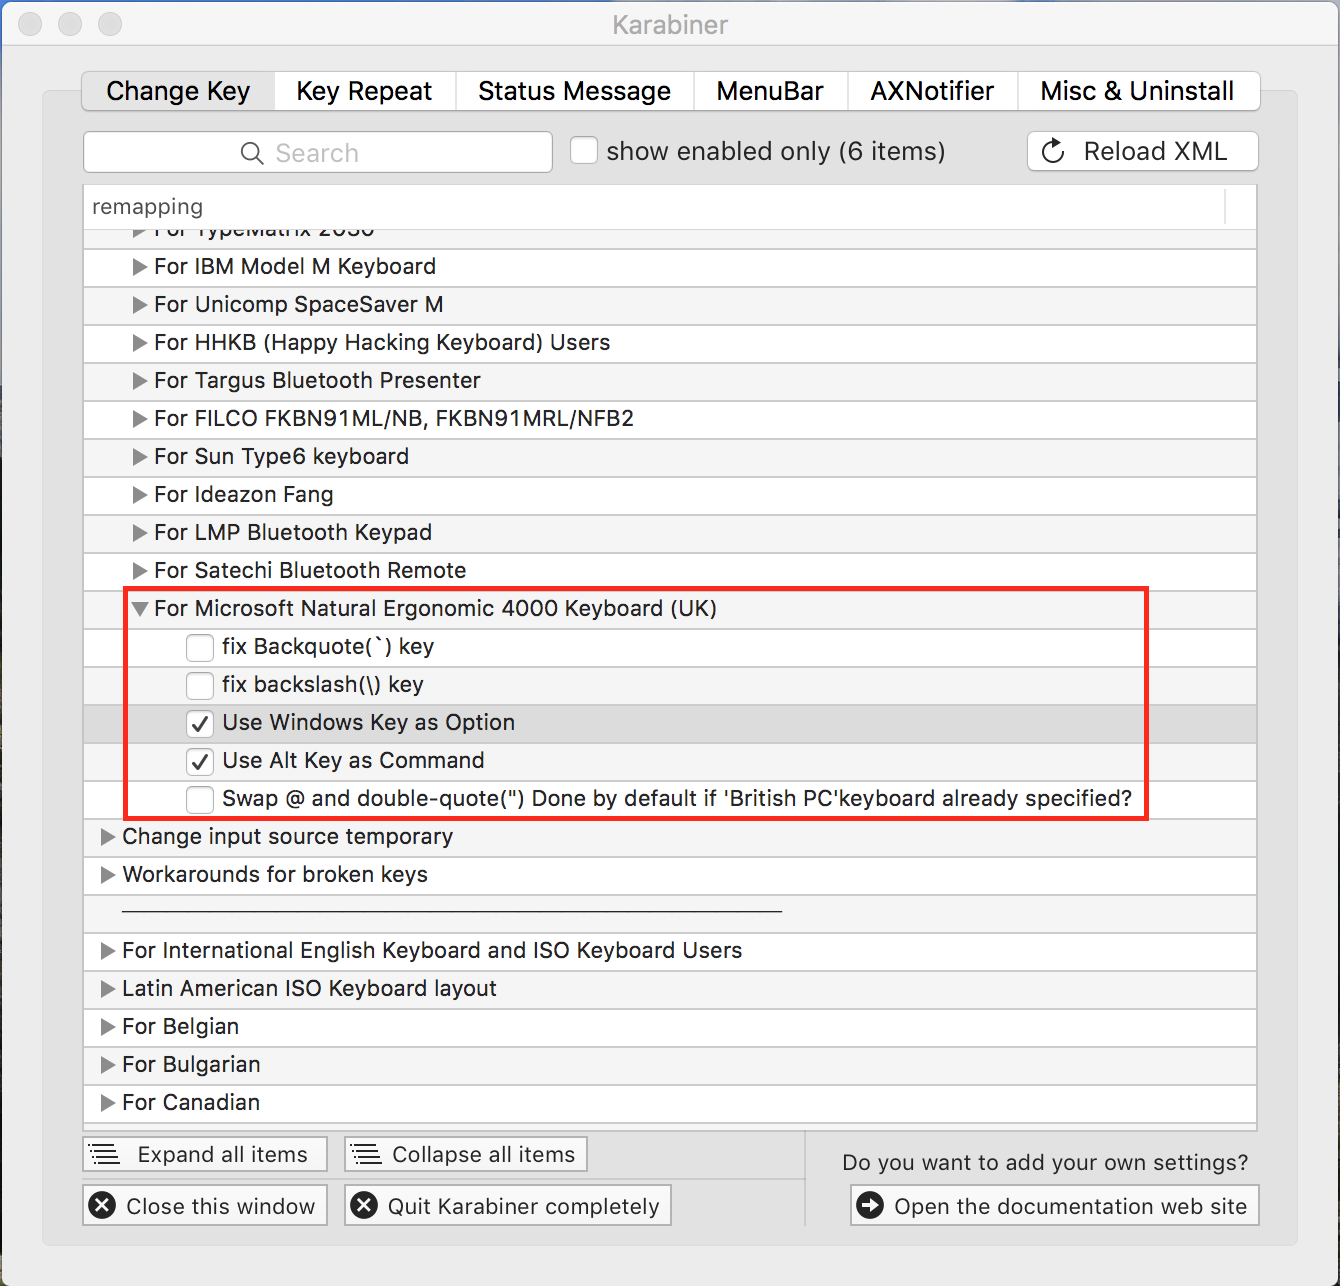 Karabiner
Change Key Key Repeat Status Message MenuBar AXNotifier Misc & Uninstall
Search show enabled only (6 items) Reload XML
remapping
For TypeMatrix 2030
For IBM Model M Keyboard
For Unicomp SpaceSaver M
For HHKB (Happy Hacking Keyboard) Users
For Targus Bluetooth Presenter
For FILCO FKBN91ML/NB, FKBN91MRL/NFB2
For Sun Type6 keyboard
For Ideazon Fang
For LMP Bluetooth Keypad
For Satechi Bluetooth Remote
For Microsoft Natural Ergonomic 4000 Keyboard (UK)
fix Backquote(`) key
fix backslash(\) key
Use Windows Key as Option
Use Alt Key as Command
Swap @ and double-quote(") Done by default if 'British PC'keyboard already specified?
Change input source temporary
Workarounds for broken keys
For International English Keyboard and ISO Keyboard Users
Latin American ISO Keyboard layout
For Belgian
For Bulgarian
For Canadian
Expand all items Collapse all items
Do you want to add your own settings?
Close this window Quit Karabiner completely Open the documentation web site